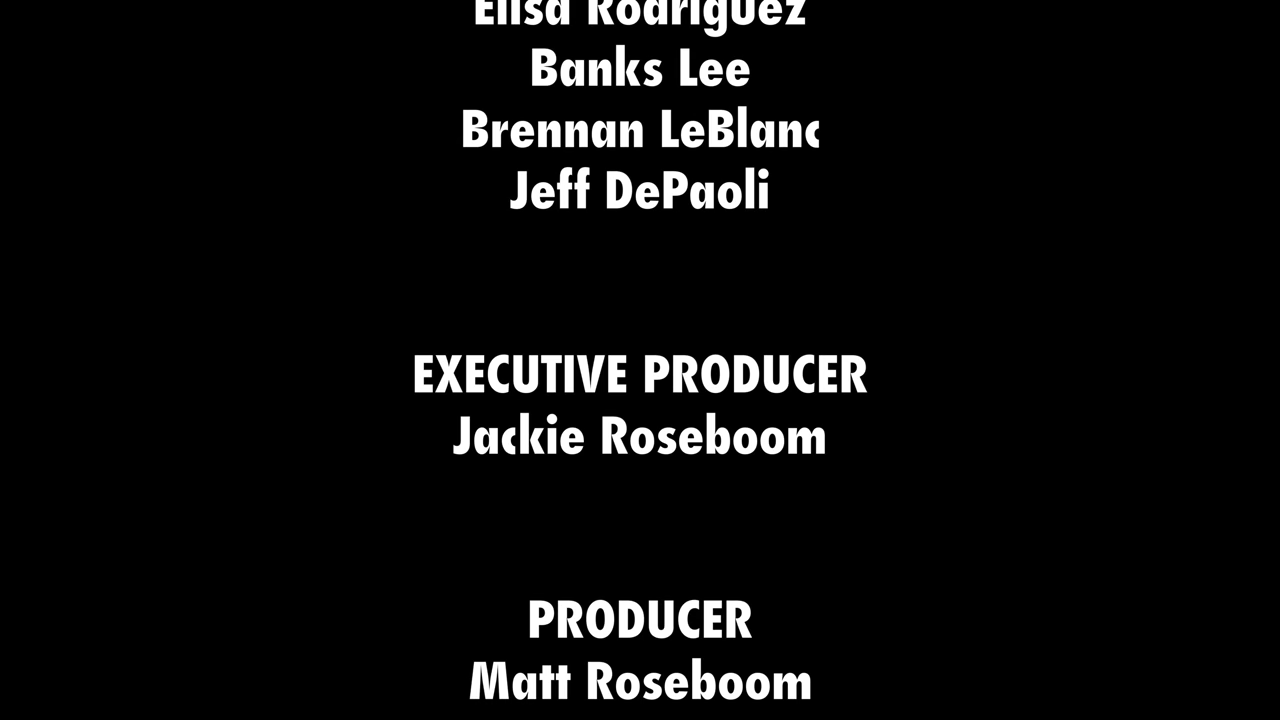 Elisa Rodriguez
Banks Lee
Brennan LeBlanc
Jeff DePaoli
EXECUTIVE PRODUCER
Jackie Roseboom
PRODUCER
Matt Roseboom